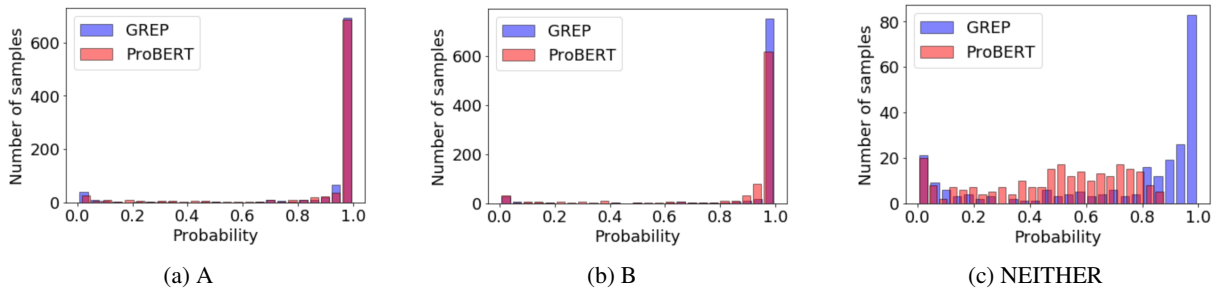 GREP
ProBERT
Number of samples
600
400
200
0
0.0 0.2 0.4 0.6 0.8 1.0
Probability
(a) A
GREP
ProBERT
Number of samples
600
400
200
0
0.0 0.2 0.4 0.6 0.8 1.0
Probability
(b) B
GREP
ProBERT
Number of samples
80
60
40
20
0
0.0 0.2 0.4 0.6 0.8 1.0
Probability
(c) NEITHER